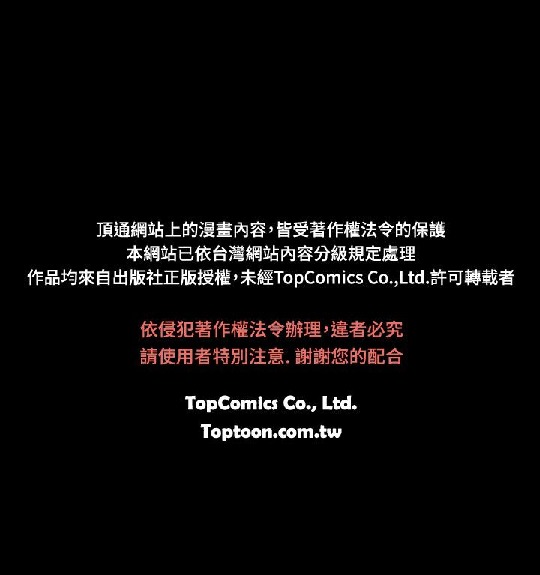 頂通網站上的漫畫內容，皆受著作權法令的保護
本網站已依台灣網站內容分級規定處理
作品均來自出版社正版授權，未經TopComics Co.,Ltd.許可轉載者
依侵犯著作權法令辦理，違者必究
請使用者特別注意. 謝謝您的配合
TopComics Co., Ltd.
Toptoon.com.tw